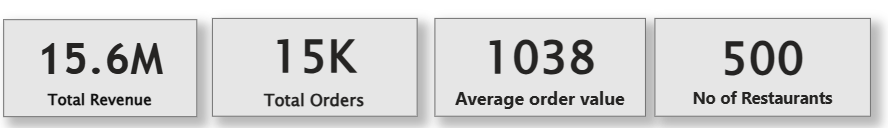 15.6M
Total Revenue
15K
Total Orders
1038
Average order value
500
No of Restaurants